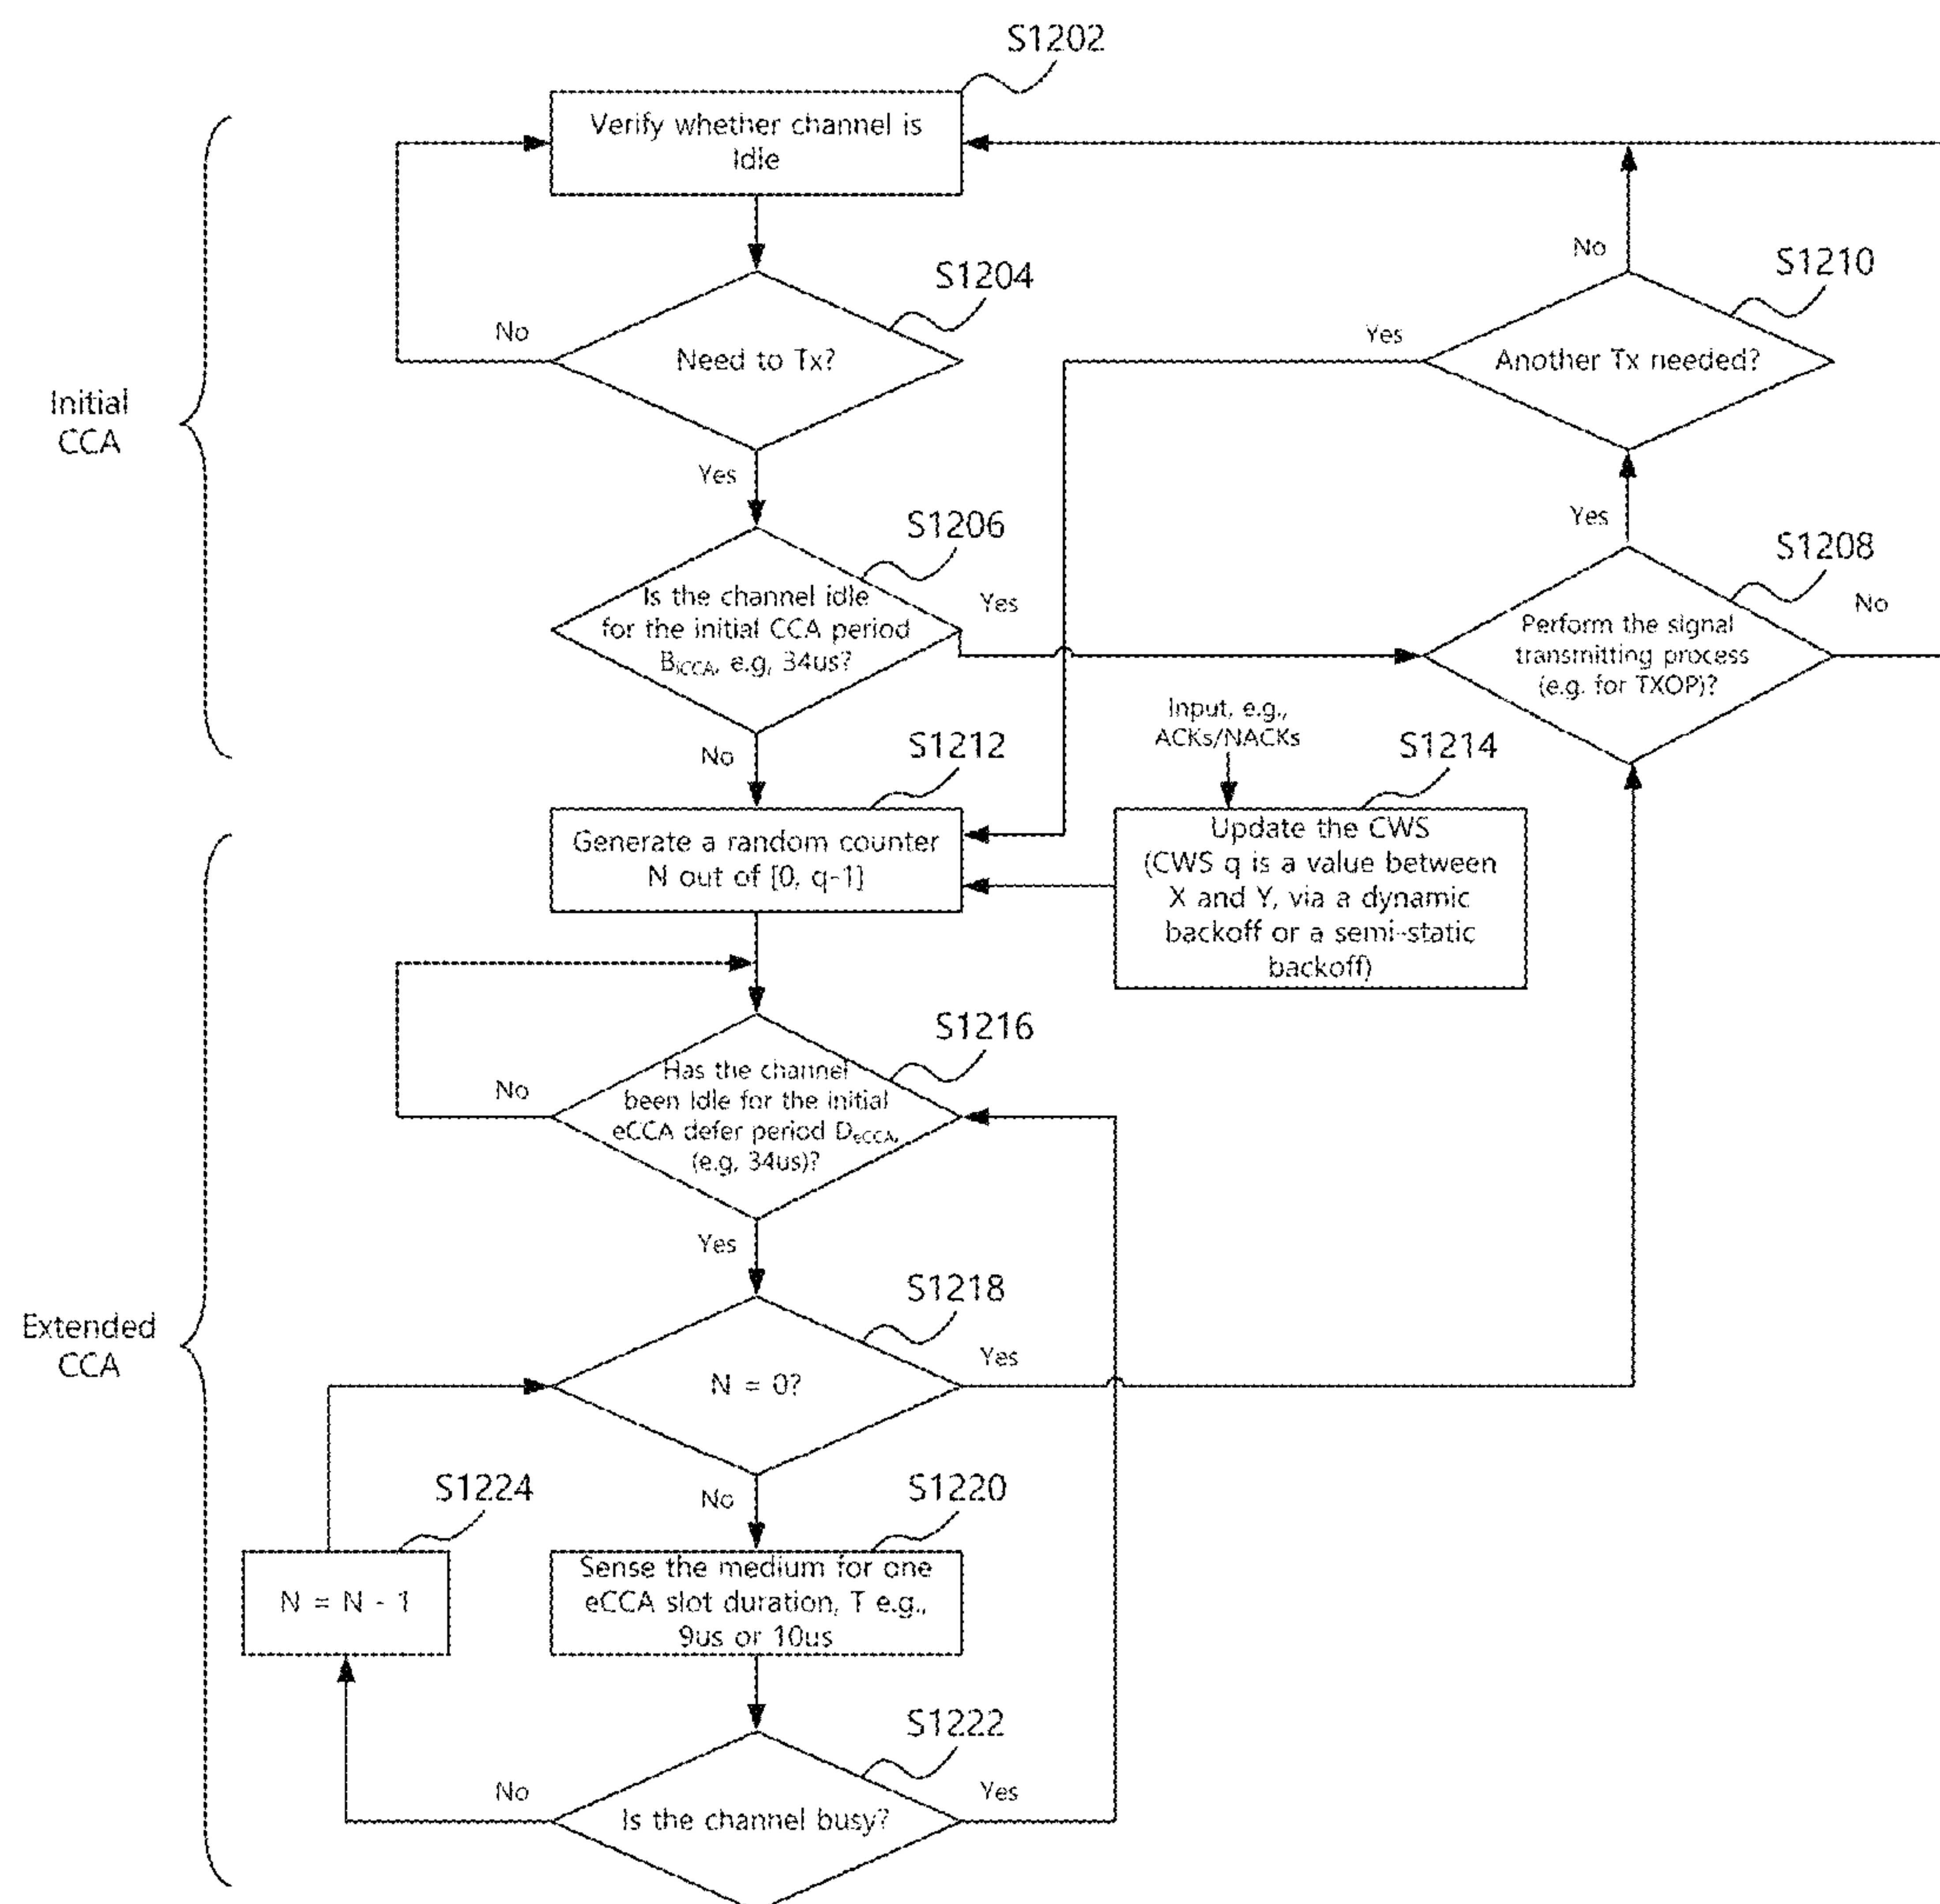 S1202
Verify whether channel is
Idle
S1204
Need to Tx?
No
Yes
Initial
CCA
S1206
Is the channel idle
for the initial CCA period
BiCCA, e.g, 34us?
Yes
No
S1210
Another Tx needed?
No
Yes
S1208
Perform the signal
transmitting process
(e.g. for TXOP)?
Yes
No
S1212
Generate a random counter
N out of [0, q-1]
Input, e.g.,
ACKs/NACKs
S1214
Update the CWS
(CWS q is a value between
X and Y, via a dynamic
backoff or a semi-static
backoff)
S1216
Has the channel
been idle for the initial
eCCA defer period DeCCA,
(e.g, 34us)?
No
Yes
Extended
CCA
S1218
N = 0?
Yes
No
S1224
N = N - 1
S1220
Sense the medium for one
eCCA slot duration, T e.g.,
9us or 10us
S1222
Is the channel busy?
No
Yes